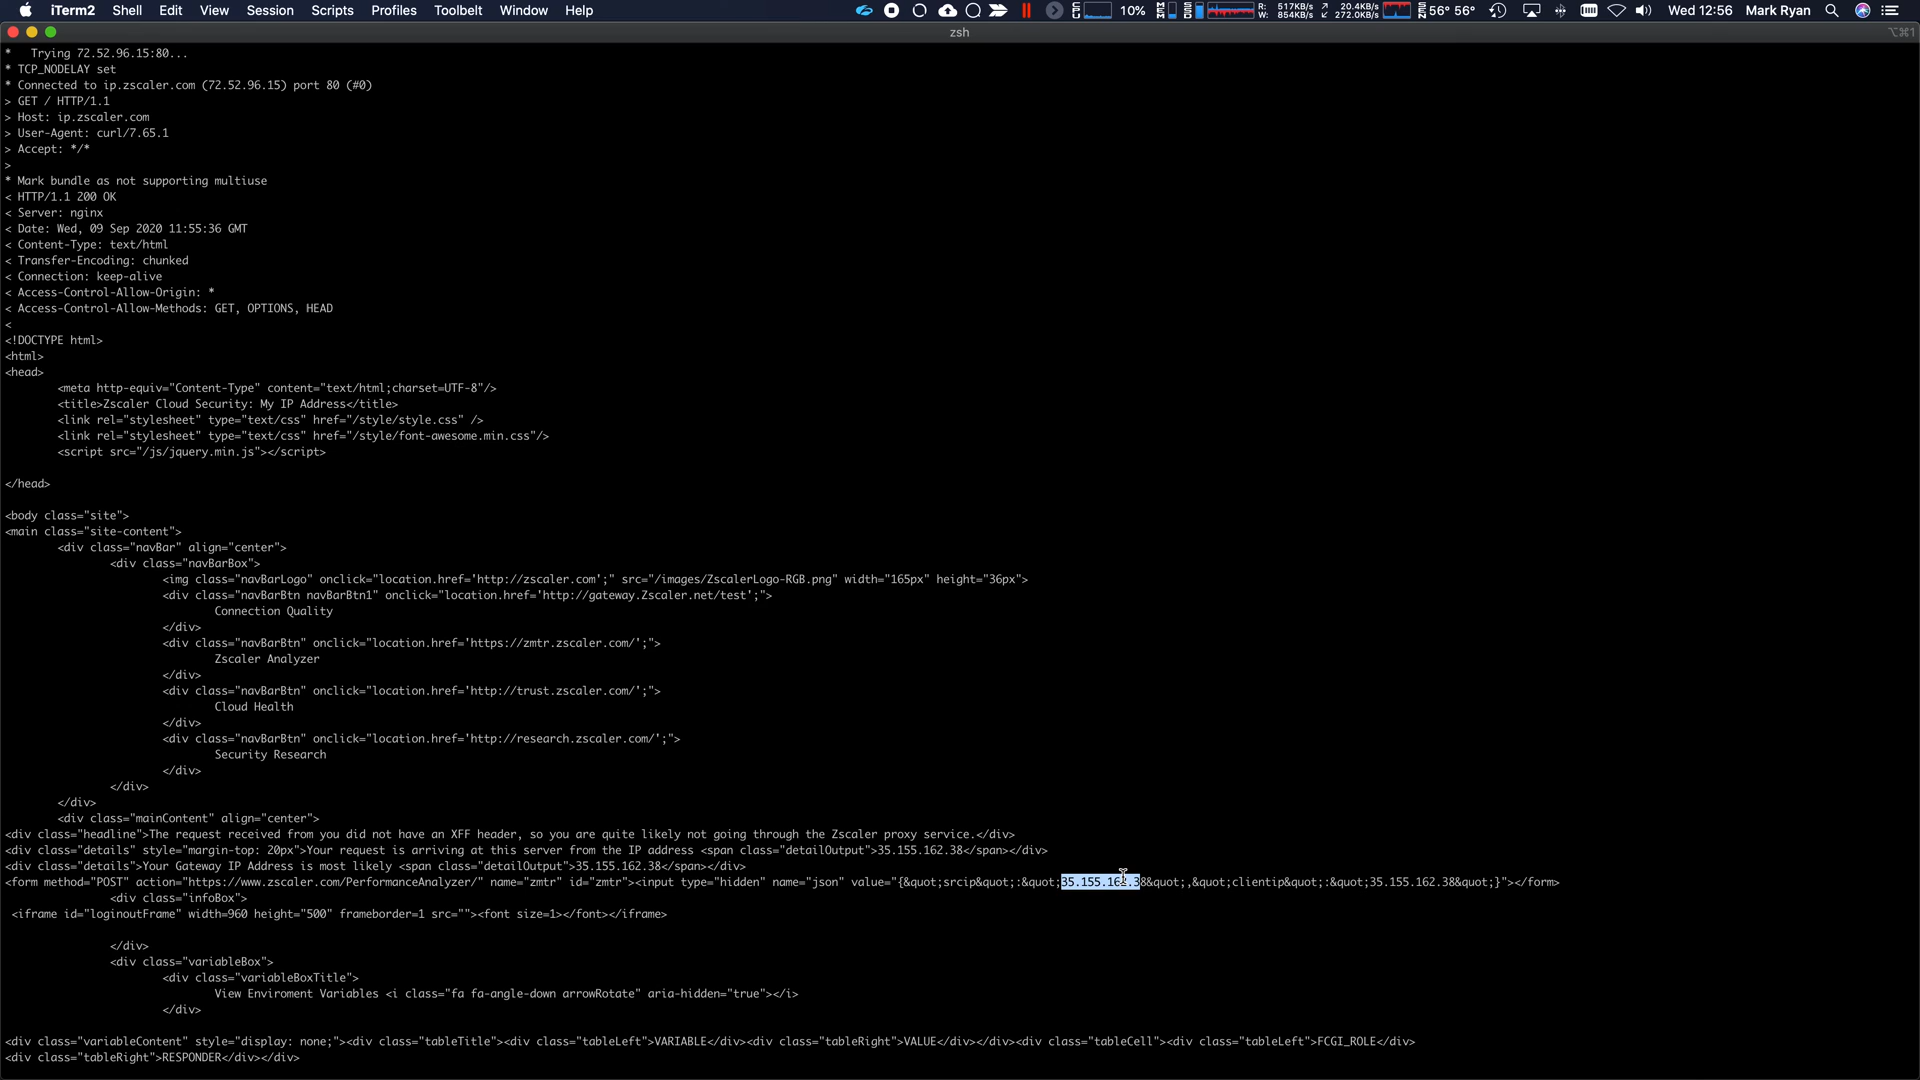 iTerm2 Shell Edit View Session Scripts Profiles Toolbelt Window Help 10% R: 517KB/s W: 854KB/s 20.4KB/s 272.0KB/s 56° 56° Wed 12:56 Mark Ryan
zsh ⌥⌘1
*   Trying 72.52.96.15:80...
* TCP_NODELAY set
* Connected to ip.zscaler.com (72.52.96.15) port 80 (#0)
> GET / HTTP/1.1
> Host: ip.zscaler.com
> User-Agent: curl/7.65.1
> Accept: */*
>
* Mark bundle as not supporting multiuse
< HTTP/1.1 200 OK
< Server: nginx
< Date: Wed, 09 Sep 2020 11:55:36 GMT
< Content-Type: text/html
< Transfer-Encoding: chunked
< Connection: keep-alive
< Access-Control-Allow-Origin: *
< Access-Control-Allow-Methods: GET, OPTIONS, HEAD
<
<!DOCTYPE html>
<html>
<head>
<meta http-equiv="Content-Type" content="text/html;charset=UTF-8"/>
<title>Zscaler Cloud Security: My IP Address</title>
<link rel="stylesheet" type="text/css" href="/style/style.css" />
<link rel="stylesheet" type="text/css" href="/style/font-awesome.min.css"/>
<script src="/js/jquery.min.js"></script>
</head>
<body class="site">
<main class="site-content">
<div class="navBar" align="center">
<div class="navBarBox">
<img class="navBarLogo" onclick="location.href='http://zscaler.com';" src="/images/ZscalerLogo-RGB.png" width="165px" height="36px">
<div class="navBarBtn navBarBtn1" onclick="location.href='http://gateway.Zscaler.net/test';">
Connection Quality
</div>
<div class="navBarBtn" onclick="location.href='https://zmtr.zscaler.com/';">
Zscaler Analyzer
</div>
<div class="navBarBtn" onclick="location.href='http://trust.zscaler.com/';">
Cloud Health
</div>
<div class="navBarBtn" onclick="location.href='http://research.zscaler.com/';">
Security Research
</div>
</div>
</div>
<div class="mainContent" align="center">
<div class="headline">The request received from you did not have an XFF header, so you are quite likely not going through the Zscaler proxy service.</div>
<div class="details" style="margin-top: 20px">Your request is arriving at this server from the IP address <span class="detailOutput">35.155.162.38</span></div>
<div class="details">Your Gateway IP Address is most likely <span class="detailOutput">35.155.162.38</span></div>
<form method="POST" action="https://www.zscaler.com/PerformanceAnalyzer/" name="zmtr" id="zmtr"><input type="hidden" name="json" value="{&quot;srcip&quot;:&quot;35.155.162.38&quot;,&quot;clientip&quot;:&quot;35.155.162.38&quot;}"></form>
<div class="infoBox">
<iframe id="loginoutFrame" width=960 height="500" frameborder=1 src=""><font size=1></font></iframe>
</div>
<div class="variableBox">
<div class="variableBoxTitle">
View Enviroment Variables <i class="fa fa-angle-down arrowRotate" aria-hidden="true"></i>
</div>
<div class="variableContent" style="display: none;"><div class="tableTitle"><div class="tableLeft">VARIABLE</div><div class="tableRight">VALUE</div></div><div class="tableCell"><div class="tableLeft">FCGI_ROLE</div>
<div class="tableRight">RESPONDER</div></div>